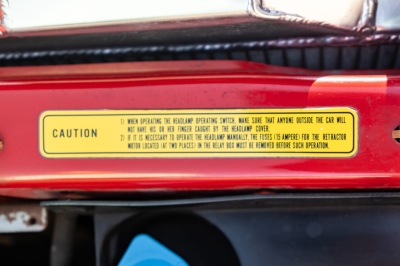 CAUTION
1) WHEN OPERATING THE HEADLAMP OPERATING SWITCH, MAKE SURE THAT ANYONE OUTSIDE THE CAR WILL
NOT HAVE HIS OR HER FINGER CAUGHT BY THE HEADLAMP COVER.
2) IF IT IS NECESSARY TO OPERATE THE HEADLAMP MANUALLY, THE FUSES (15 AMPERE) FOR THE RETRACTOR
MOTOR LOCATED (AT TWO PLACES) IN THE RELAY BOX MUST BE REMOVED BEFORE SUCH OPERATION.